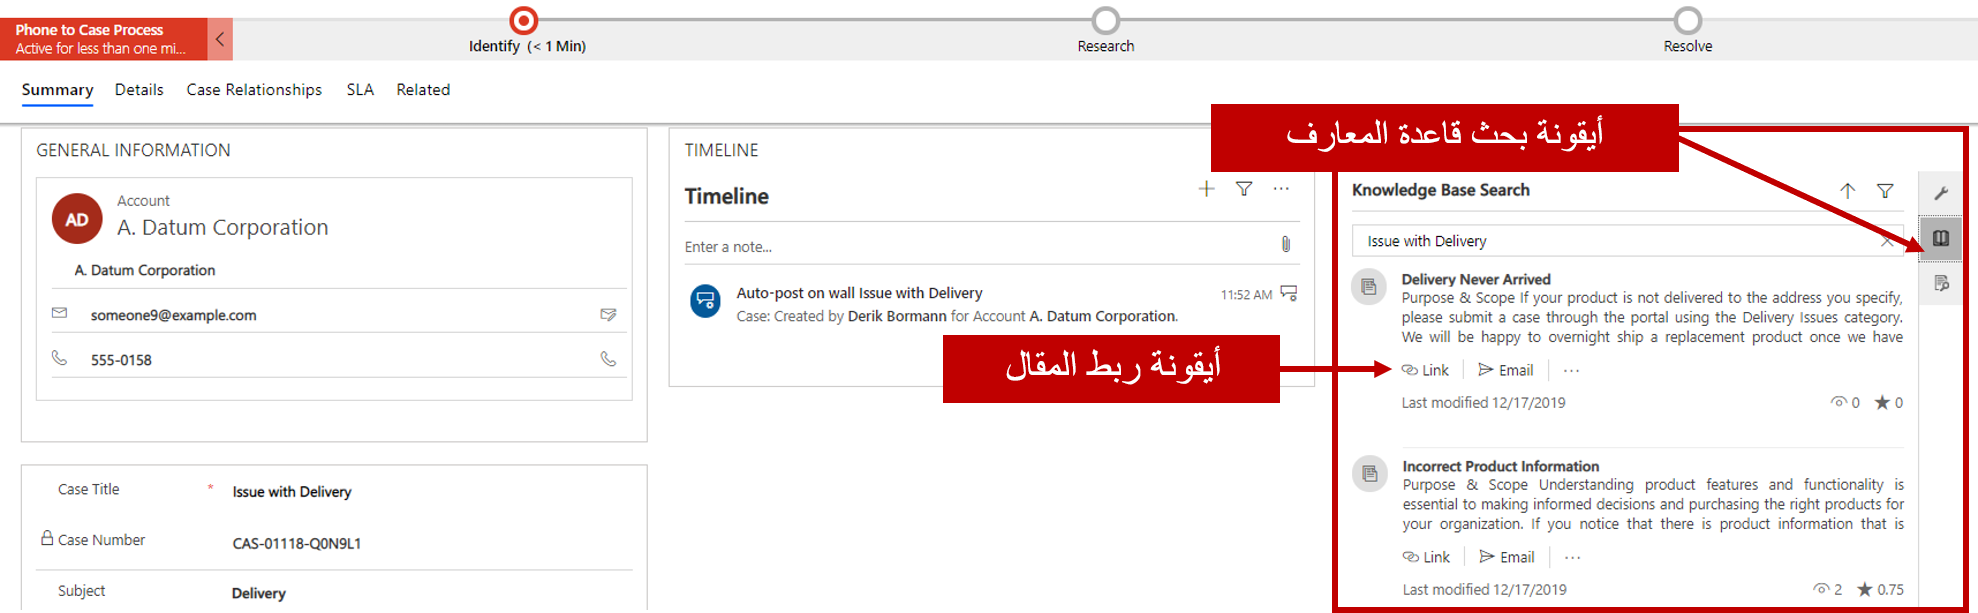 Phone to Case Process
Active for less than one mi...
Identify (< 1 Min)
Research
Resolve
Summary
Details
Case Relationships
SLA
Related
GENERAL INFORMATION
AD
Account
A. Datum Corporation
A. Datum Corporation
someone9@example.com
555-0158
Case Title
*
Issue with Delivery
Case Number
CAS-01118-Q0N9L1
Subject
Delivery
TIMELINE
Timeline
Enter a note...
Auto-post on wall Issue with Delivery
11:52 AM
Case: Created by Derik Bormann for Account A. Datum Corporation.
أيقونة بحث قاعدة المعارف
أيقونة ربط المقال
Knowledge Base Search
Issue with Delivery
Delivery Never Arrived
Purpose & Scope If your product is not delivered to the address you specify,
please submit a case through the portal using the Delivery Issues category.
We will be happy to overnight ship a replacement product once we have
Link
Email
...
Last modified 12/17/2019
0
0
Incorrect Product Information
Purpose & Scope Understanding product features and functionality is
essential to making informed decisions and purchasing the right products for
your organization. If you notice that there is product information that is
Link
Email
...
Last modified 12/17/2019
2
0.75